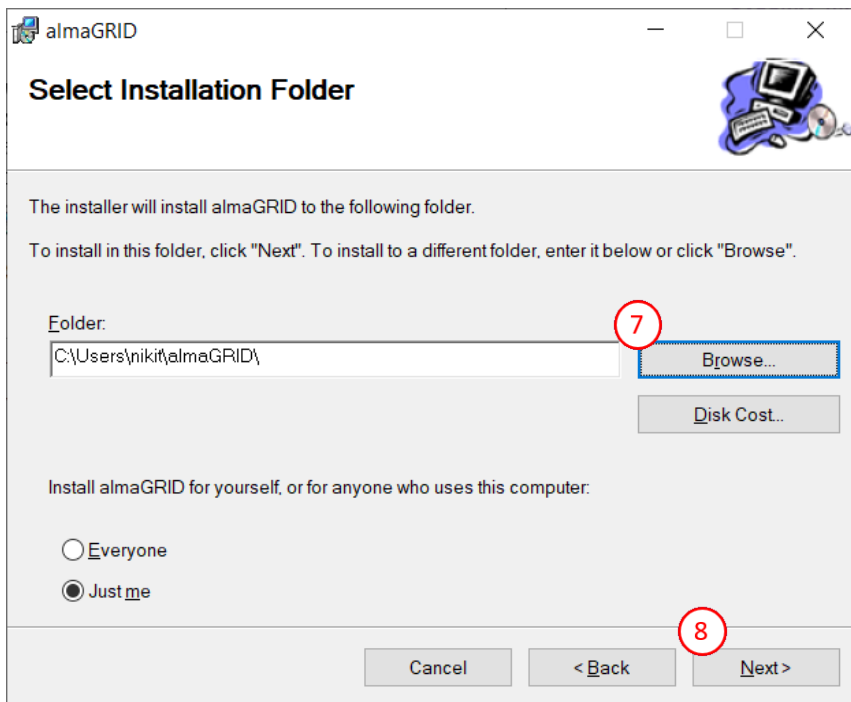 almaGRID
Select Installation Folder
The installer will install almaGRID to the following folder.
To install in this folder, click "Next". To install to a different folder, enter it below or click "Browse".
Folder:
7
C:\Users\nikit\almaGRID\
Browse...
Disk Cost...
Install almaGRID for yourself, or for anyone who uses this computer:
Everyone
Just me
8
Cancel
< Back
Next >